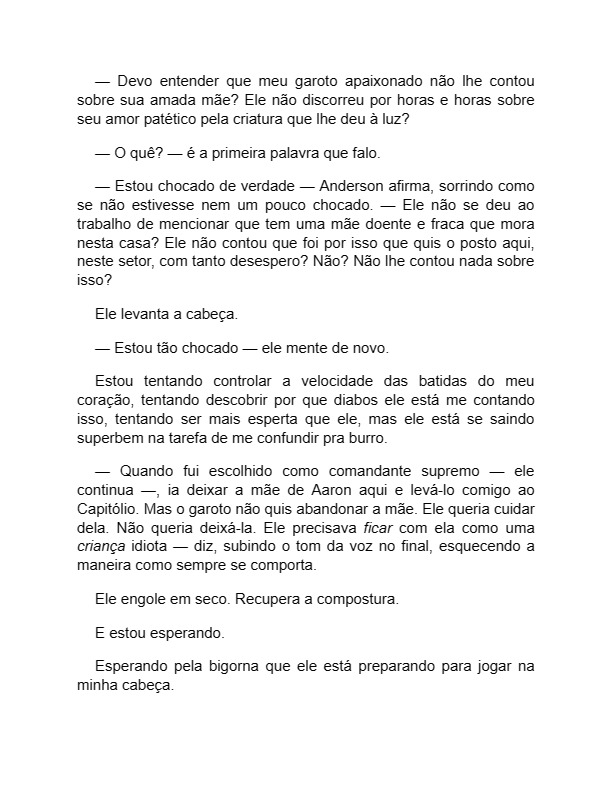 — Devo entender que meu garoto apaixonado não lhe contou
sobre sua amada mãe? Ele não discorreu por horas e horas sobre
seu amor patético pela criatura que lhe deu à luz?
— O quê? — é a primeira palavra que falo.
— Estou chocado de verdade — Anderson afirma, sorrindo como
se não estivesse nem um pouco chocado. — Ele não se deu ao
trabalho de mencionar que tem uma mãe doente e fraca que mora
nesta casa? Ele não contou que foi por isso que quis o posto aqui,
neste setor, com tanto desespero? Não? Não lhe contou nada sobre
isso?
Ele levanta a cabeça.
— Estou tão chocado — ele mente de novo.
Estou tentando controlar a velocidade das batidas do meu
coração, tentando descobrir por que diabos ele está me contando
isso, tentando ser mais esperta que ele, mas ele está se saindo
superbem na tarefa de me confundir pra burro.
— Quando fui escolhido como comandante supremo — ele
continua —, ia deixar a mãe de Aaron aqui e levá-lo comigo ao
Capitólio. Mas o garoto não quis abandonar a mãe. Ele queria cuidar
dela. Não queria deixá-la. Ele precisava ficar com ela como uma
criança idiota — diz, subindo o tom da voz no final, esquecendo a
maneira como sempre se comporta.
Ele engole em seco. Recupera a compostura.
E estou esperando.
Esperando pela bigorna que ele está preparando para jogar na
minha cabeça.